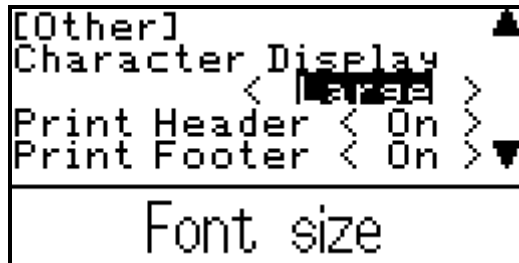 [Other]
Character Display
< Large >
Print Header < On >
Print Footer < On >
Font size